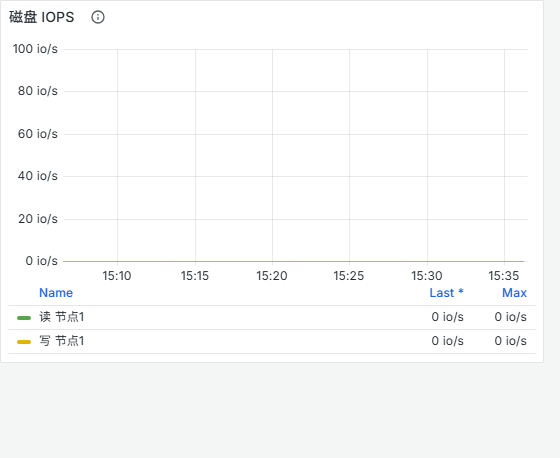 磁盘 IOPS
100 io/s
80 io/s
60 io/s
40 io/s
20 io/s
0 io/s
15:10 15:15 15:20 15:25 15:30 15:35
Name Last * Max
读 节点1 0 io/s 0 io/s
写 节点1 0 io/s 0 io/s